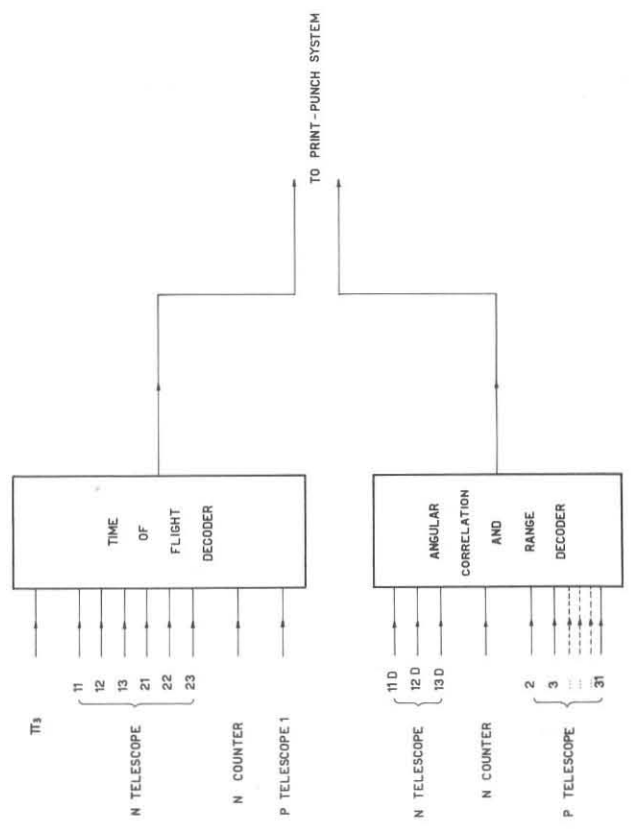 TO PRINT-PUNCH SYSTEM
TIME
OF
FLIGHT
DECODER
π3
11
12
13
21
22
23
N TELESCOPE
N COUNTER
P TELESCOPE 1
ANGULAR
CORRELATION
AND
RANGE
DECODER
11 D
12 D
13 D
N TELESCOPE
N COUNTER
2
3
...
...
...
31
P TELESCOPE